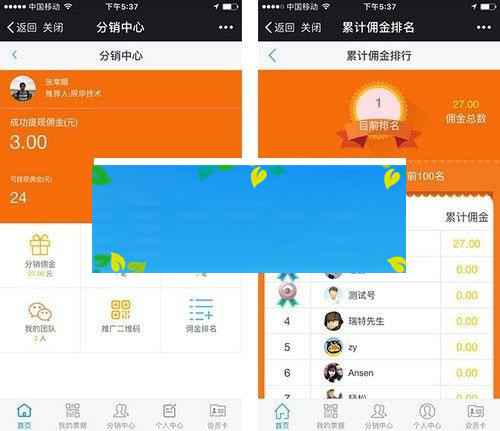 中国移动 下午5:37
返回 关闭 分销中心
分销中心
张常顺
推荐人:辰华技术
成功提现佣金(元)
3.00
可提现佣金(元)
24
分销佣金
27.00 元
我的团队
2 人
推广二维码
佣金排名
首页 我的票据 分销中心 个人中心 会员卡
中国移动 下午5:37
返回 关闭 累计佣金排名
累计佣金排行
1
目前排名
27.00
佣金总数
前100名
累计佣金
27.00
0.00
3 测试号 0.00
4 瑞特先生 0.00
5 zy 0.00
6 Ansen 0.00
7 轻松 0.00
首页 我的票据 分销中心 个人中心 会员卡